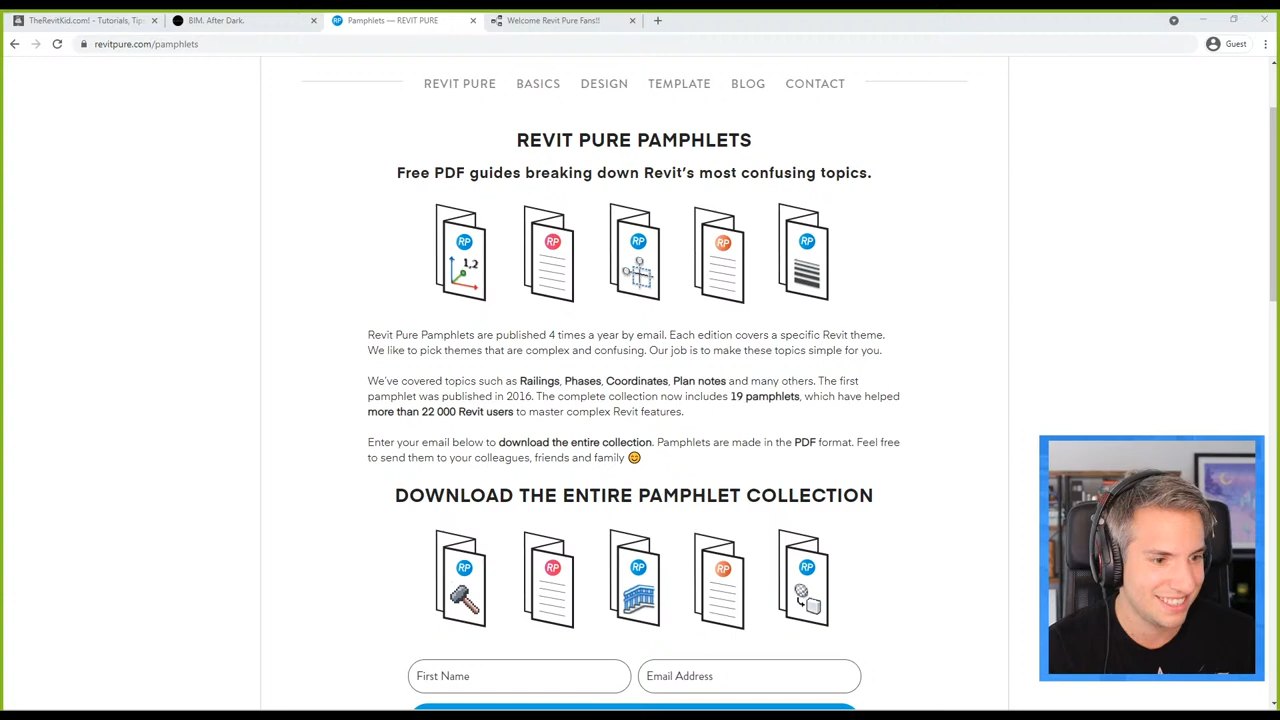 TheRevitKid.com! - Tutorials, Tips
BIM. After Dark.
Pamphlets — REVIT PURE
Welcome Revit Pure Fans!!
revitpure.com/pamphlets
Guest
REVIT PURE
BASICS
DESIGN
TEMPLATE
BLOG
CONTACT
REVIT PURE PAMPHLETS
Free PDF guides breaking down Revit's most confusing topics.
1,2
RP
RP
RP
RP
RP
Revit Pure Pamphlets are published 4 times a year by email. Each edition covers a specific Revit theme.
We like to pick themes that are complex and confusing. Our job is to make these topics simple for you.
We've covered topics such as Railings, Phases, Coordinates, Plan notes and many others. The first
pamphlet was published in 2016. The complete collection now includes 19 pamphlets, which have helped
more than 22 000 Revit users to master complex Revit features.
Enter your email below to download the entire collection. Pamphlets are made in the PDF format. Feel free
to send them to your colleagues, friends and family 😊
DOWNLOAD THE ENTIRE PAMPHLET COLLECTION
RP
RP
RP
RP
RP
First Name
Email Address